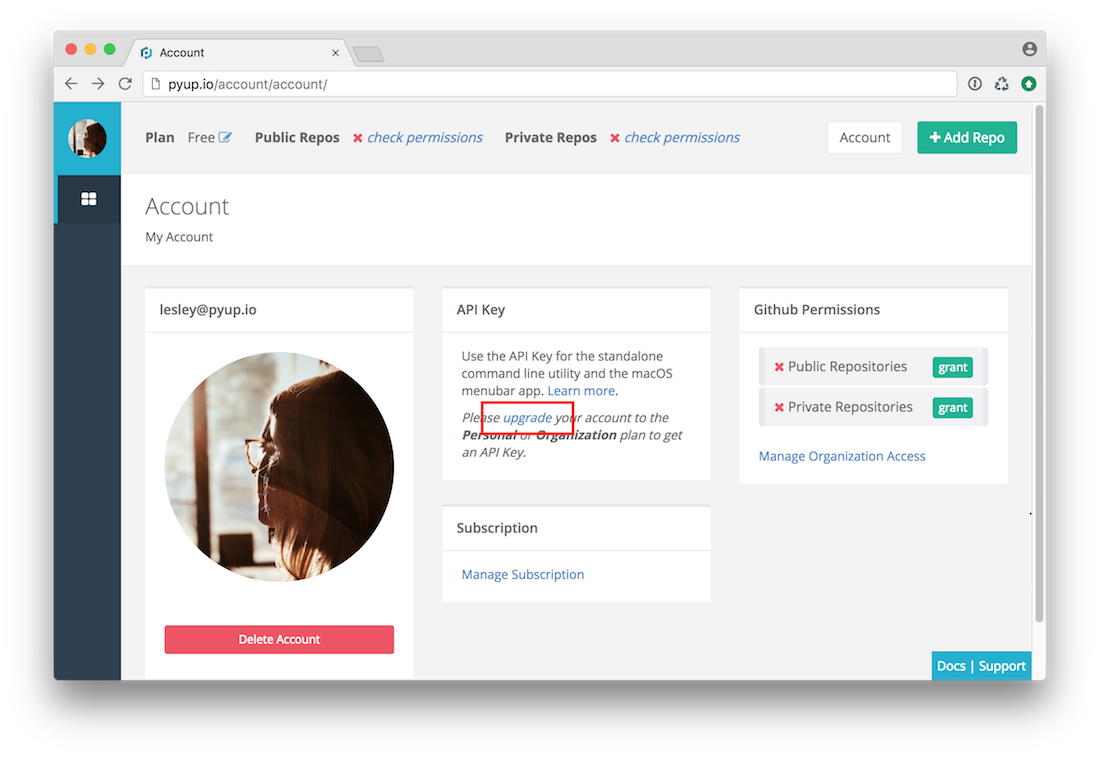 Account
pyup.io/account/account/
Plan Free Public Repos check permissions Private Repos check permissions Account + Add Repo
Account
My Account
lesley@pyup.io
Delete Account
API Key
Use the API Key for the standalone
command line utility and the macOS
menubar app. Learn more.
Please upgrade your account to the
Personal or Organization plan to get
an API Key.
Subscription
Manage Subscription
Github Permissions
Public Repositories grant
Private Repositories grant
Manage Organization Access
Docs | Support